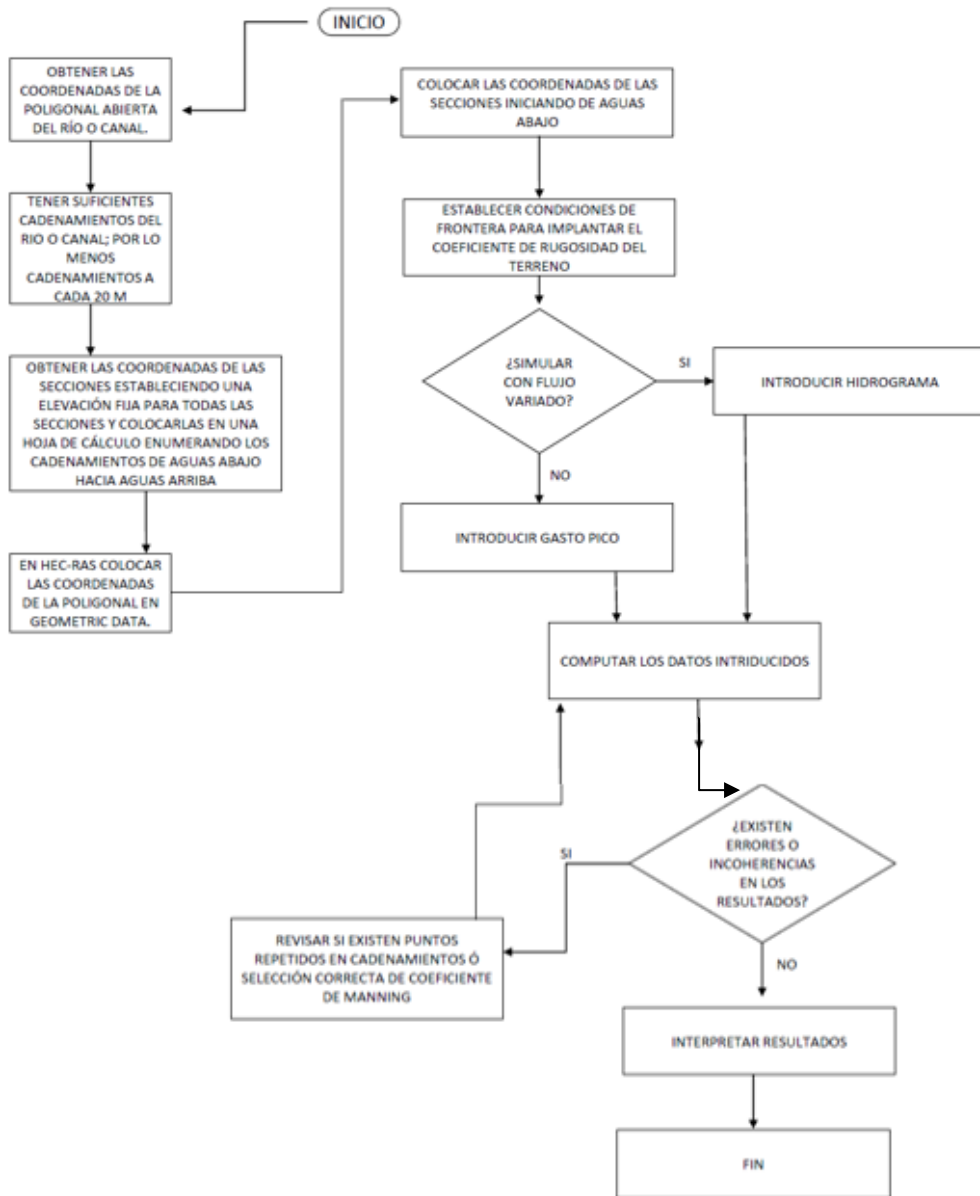 INICIO
OBTENER LAS
COORDENADAS DE LA
POLIGONAL ABIERTA
DEL RÍO O CANAL.
TENER SUFICIENTES
CADENAMIENTOS DEL
RIO O CANAL; POR LO
MENOS
CADENAMIENTOS A
CADA 20 M
OBTENER LAS COORDENADAS DE LAS
SECCIONES ESTABLECIENDO UNA
ELEVACIÓN FIJA PARA TODAS LAS
SECCIONES Y COLOCARLAS EN UNA
HOJA DE CÁLCULO ENUMERANDO LOS
CADENAMIENTOS DE AGUAS ABAJO
HACIA AGUAS ARRIBA
EN HEC-RAS COLOCAR
LAS COORDENADAS
DE LA POLIGONAL EN
GEOMETRIC DATA.
COLOCAR LAS COORDENADAS DE LAS
SECCIONES INICIANDO DE AGUAS
ABAJO
ESTABLECER CONDICIONES DE
FRONTERA PARA IMPLANTAR EL
COEFICIENTE DE RUGOSIDAD DEL
TERRENO
¿SIMULAR
CON FLUJO
VARIADO?
SI
INTRODUCIR HIDROGRAMA
NO
INTRODUCIR GASTO PICO
COMPUTAR LOS DATOS INTRIDUCIDOS
¿EXISTEN
ERRORES O
INCOHERENCIAS
EN LOS
RESULTADOS?
SI
REVISAR SI EXISTEN PUNTOS
REPETIDOS EN CADENAMIENTOS Ó
SELECCIÓN CORRECTA DE COEFICIENTE
DE MANNING
NO
INTERPRETAR RESULTADOS
FIN